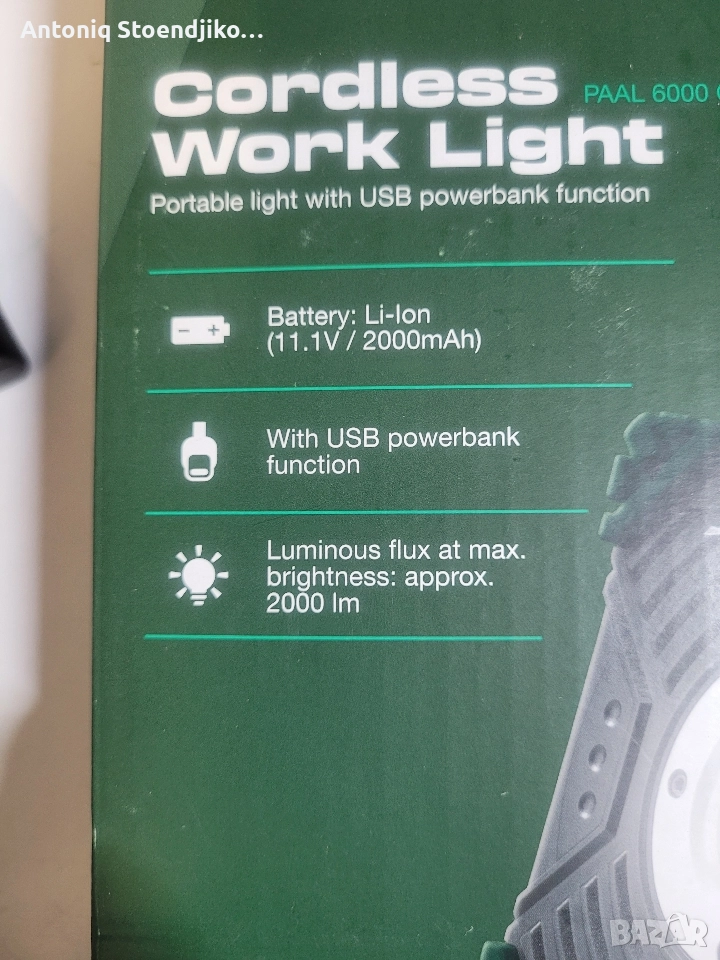 Antoniq Stoendjiko...
Cordless
PAAL 6000
Work Light
Portable light with USB powerbank function
Battery: Li-Ion
(11.1V / 2000mAh)
With USB powerbank
function
Luminous flux at max.
brightness: approx.
2000 lm
BAZAR